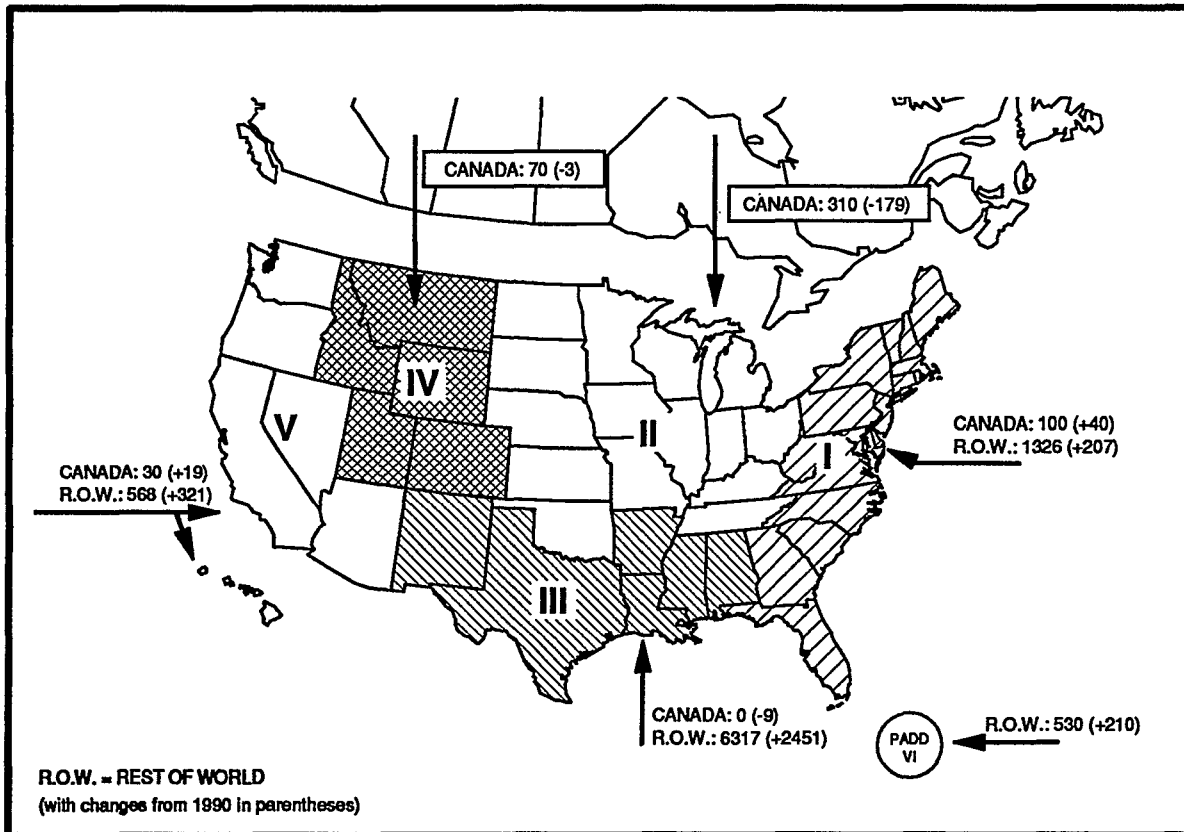 CANADA: 70 (-3)
CANADA: 310 (-179)
IV
V
II
I
CANADA: 100 (+40)
R.O.W.: 1326 (+207)
CANADA: 30 (+19)
R.O.W.: 568 (+321)
III
CANADA: 0 (-9)
R.O.W.: 6317 (+2451)
PADD
VI
R.O.W.: 530 (+210)
R.O.W. = REST OF WORLD
(with changes from 1990 in parentheses)